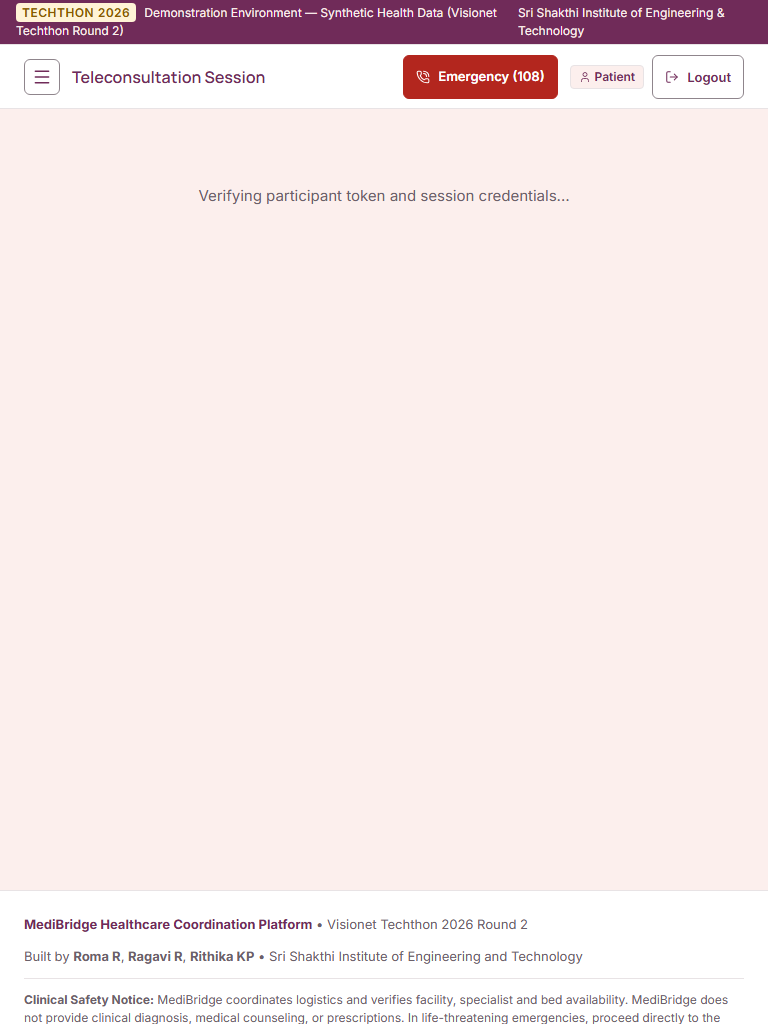 TECHTHON 2026 Demonstration Environment — Synthetic Health Data (Visionet
Techthon Round 2)
Sri Shakthi Institute of Engineering &
Technology
Teleconsultation Session
Emergency (108)
Patient
Logout
Verifying participant token and session credentials...
MediBridge Healthcare Coordination Platform • Visionet Techthon 2026 Round 2
Built by Roma R, Ragavi R, Rithika KP • Sri Shakthi Institute of Engineering and Technology
Clinical Safety Notice: MediBridge coordinates logistics and verifies facility, specialist and bed availability. MediBridge does
not provide clinical diagnosis, medical counseling, or prescriptions. In life-threatening emergencies, proceed directly to the